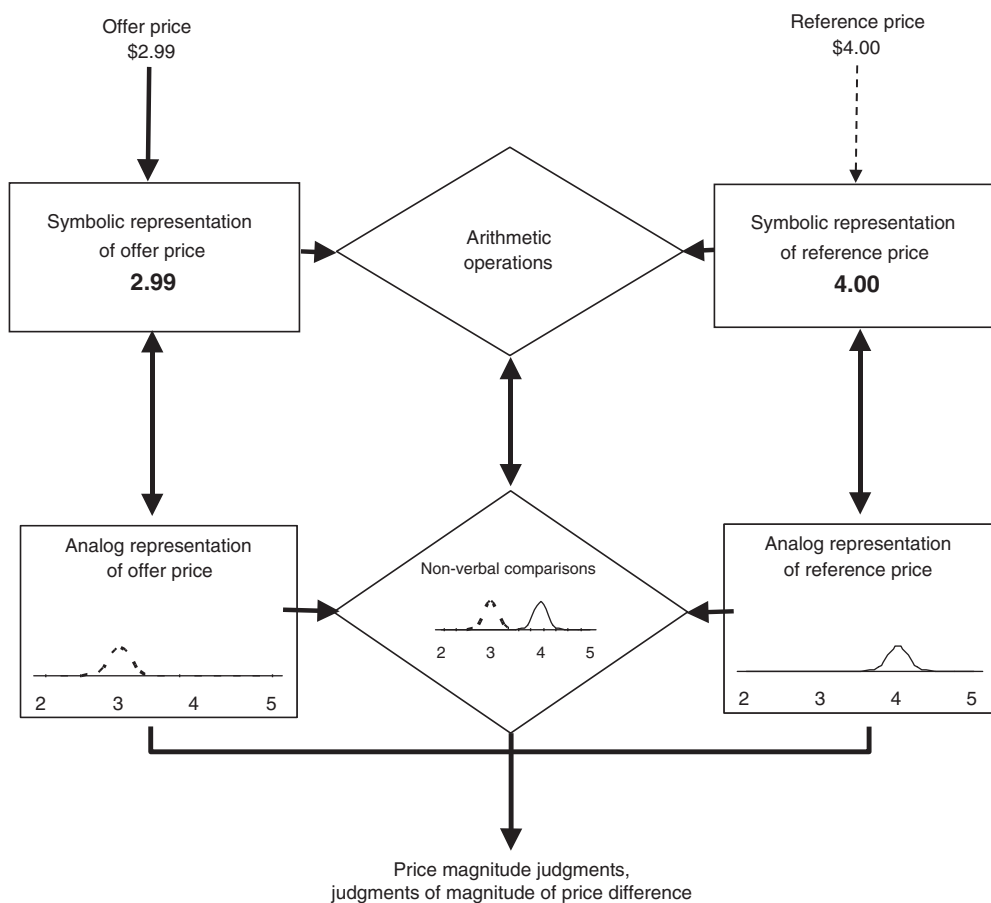 Offer price
$2.99
Reference price
$4.00
Symbolic representation
of offer price
2.99
Arithmetic
operations
Symbolic representation
of reference price
4.00
Analog representation
of offer price
2 3 4 5
Non-verbal comparisons
2 3 4 5
Analog representation
of reference price
2 3 4 5
Price magnitude judgments,
judgments of magnitude of price difference